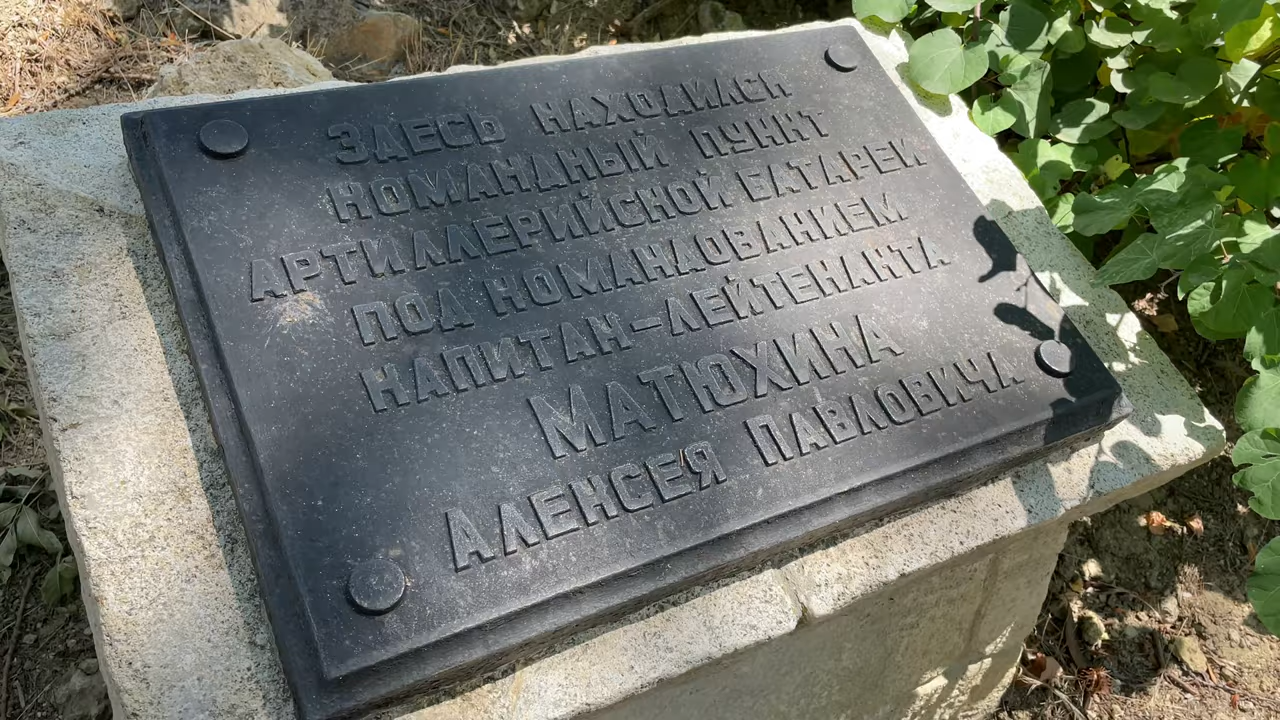 ЗДЕСЬ НАХОДИЛСЯ
КОМАНДНЫЙ ПУНКТ
АРТИЛЛЕРИЙСКОЙ БАТАРЕИ
ПОД КОМАНДОВАНИЕМ
КАПИТАН-ЛЕЙТЕНАНТА
МАТЮХИНА
АЛЕКСЕЯ ПАВЛОВИЧА